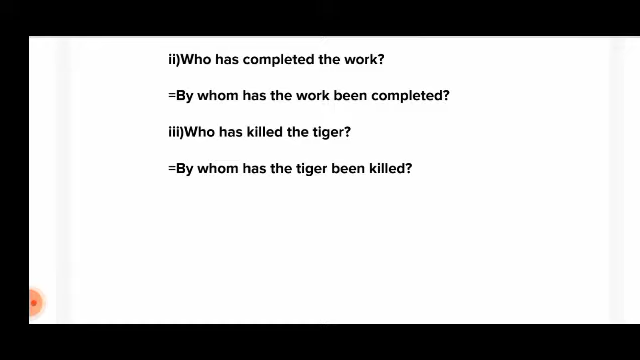 ii)Who has completed the work?
=By whom has the work been completed?
iii)Who has killed the tiger?
=By whom has the tiger been killed?